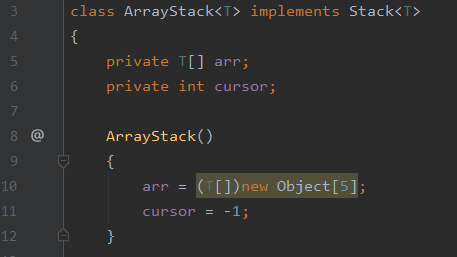 3 class ArrayStack<T> implements Stack<T>
4 {
5 private T[] arr;
6 private int cursor;
7
8 @ ArrayStack()
9 {
10 arr = (T[])new Object[5];
11 cursor = -1;
12 }